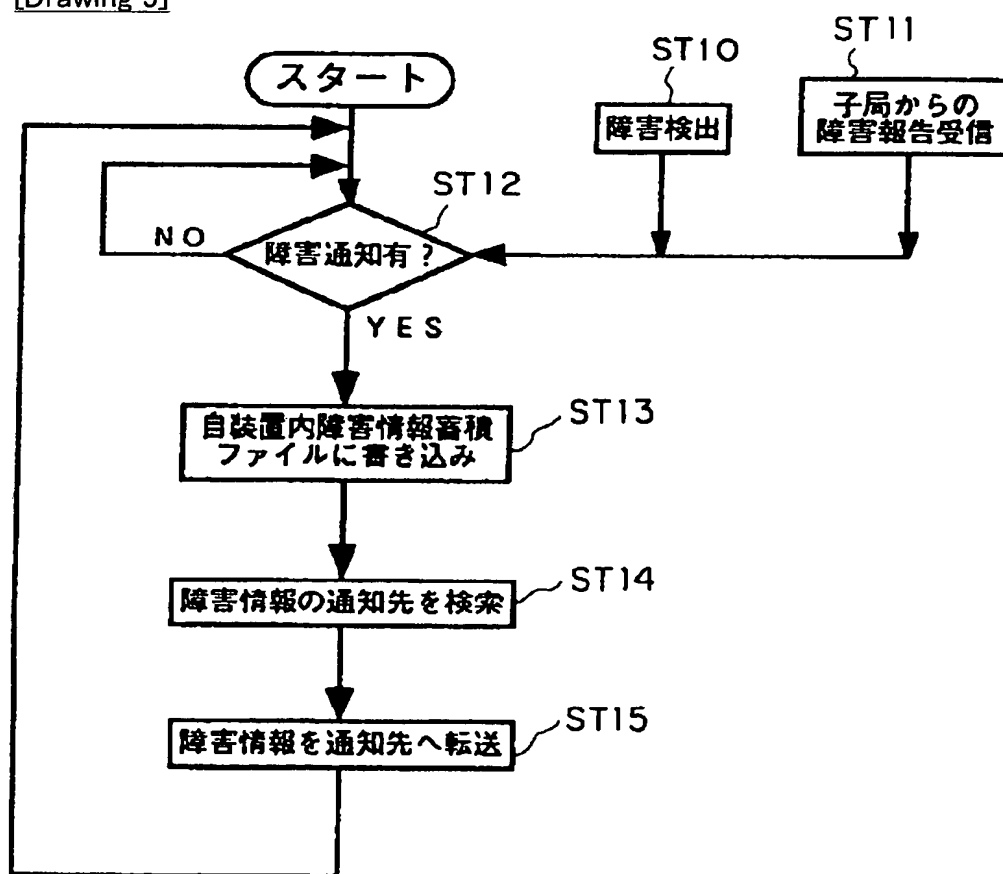 スタート
ST10
障害検出
ST11
子局からの
障害報告受信
ST12
障害通知有?
NO
YES
ST13
自装置内障害情報蓄積
ファイルに書き込み
ST14
障害情報の通知先を検索
ST15
障害情報を通知先へ転送